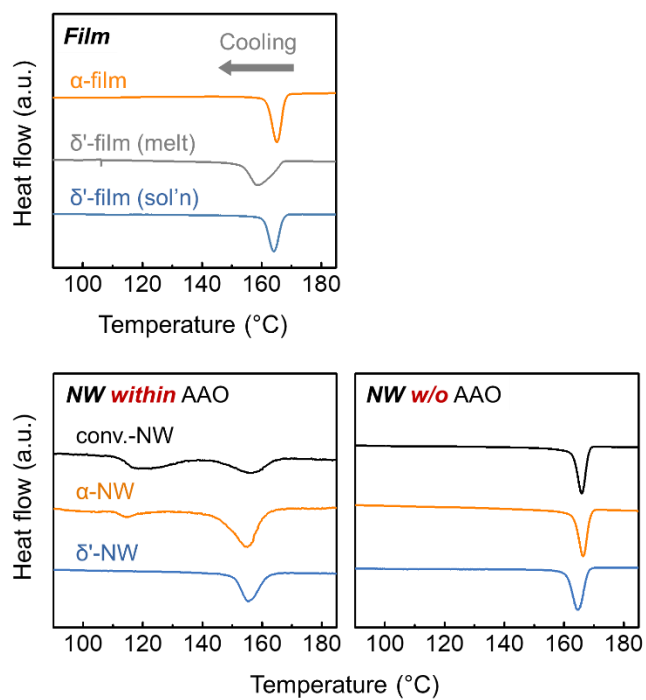 Film
Cooling
α-film
δ'-film (melt)
δ'-film (sol'n)
Heat flow (a.u.)
100 120 140 160 180
Temperature (°C)
NW within AAO
conv.-NW
α-NW
δ'-NW
Heat flow (a.u.)
100 120 140 160 180
NW w/o AAO
100 120 140 160 180
Temperature (°C)